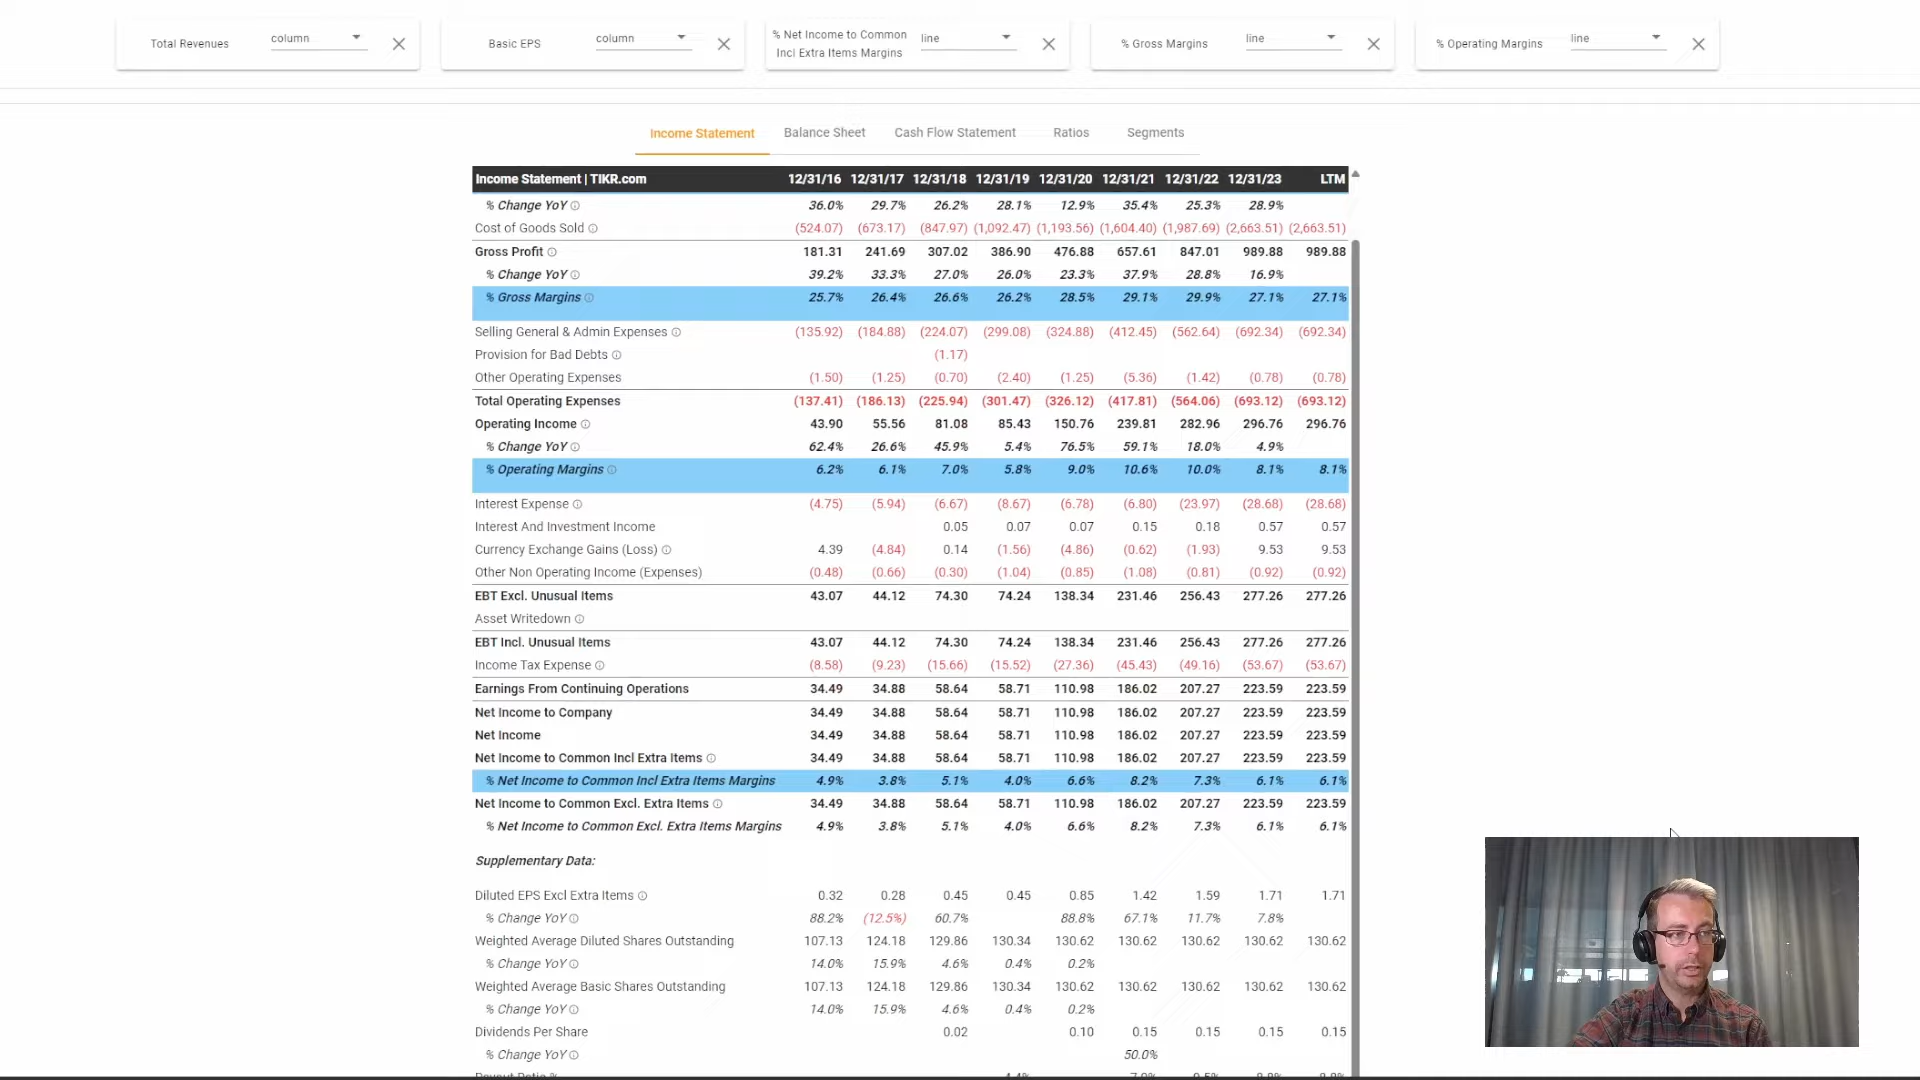 Total Revenues column
Basic EPS column
% Net Income to Common Incl Extra Items Margins line
% Gross Margins line
% Operating Margins line
Income Statement Balance Sheet Cash Flow Statement Ratios Segments
Income Statement | TIKR.com 12/31/16 12/31/17 12/31/18 12/31/19 12/31/20 12/31/21 12/31/22 12/31/23 LTM
% Change YoY 36.0% 29.7% 26.2% 28.1% 12.9% 35.4% 25.3% 28.9%
Cost of Goods Sold (524.07) (673.17) (847.97) (1,092.47) (1,193.56) (1,604.40) (1,987.69) (2,663.51) (2,663.51)
Gross Profit 181.31 241.69 307.02 386.90 476.88 657.61 847.01 989.88 989.88
% Change YoY 39.2% 33.3% 27.0% 26.0% 23.3% 37.9% 28.8% 16.9%
% Gross Margins 25.7% 26.4% 26.6% 26.2% 28.5% 29.1% 29.9% 27.1% 27.1%
Selling General & Admin Expenses (135.92) (184.88) (224.07) (299.08) (324.88) (412.45) (562.64) (692.34) (692.34)
Provision for Bad Debts (1.17)
Other Operating Expenses (1.50) (1.25) (0.70) (2.40) (1.25) (5.36) (1.42) (0.78) (0.78)
Total Operating Expenses (137.41) (186.13) (225.94) (301.47) (326.12) (417.81) (564.06) (693.12) (693.12)
Operating Income 43.90 55.56 81.08 85.43 150.76 239.81 282.96 296.76 296.76
% Change YoY 62.4% 26.6% 45.9% 5.4% 76.5% 59.1% 18.0% 4.9%
% Operating Margins 6.2% 6.1% 7.0% 5.8% 9.0% 10.6% 10.0% 8.1% 8.1%
Interest Expense (4.75) (5.94) (6.67) (8.67) (6.78) (6.80) (23.97) (28.68) (28.68)
Interest And Investment Income 0.05 0.07 0.07 0.15 0.18 0.57 0.57
Currency Exchange Gains (Loss) 4.39 (4.84) 0.14 (1.56) (4.86) (0.62) (1.93) 9.53 9.53
Other Non Operating Income (Expenses) (0.48) (0.66) (0.30) (1.04) (0.85) (1.08) (0.81) (0.92) (0.92)
EBT Excl. Unusual Items 43.07 44.12 74.30 74.24 138.34 231.46 256.43 277.26 277.26
Asset Writedown
EBT Incl. Unusual Items 43.07 44.12 74.30 74.24 138.34 231.46 256.43 277.26 277.26
Income Tax Expense (8.58) (9.23) (15.66) (15.52) (27.36) (45.43) (49.16) (53.67) (53.67)
Earnings From Continuing Operations 34.49 34.88 58.64 58.71 110.98 186.02 207.27 223.59 223.59
Net Income to Company 34.49 34.88 58.64 58.71 110.98 186.02 207.27 223.59 223.59
Net Income 34.49 34.88 58.64 58.71 110.98 186.02 207.27 223.59 223.59
Net Income to Common Incl Extra Items 34.49 34.88 58.64 58.71 110.98 186.02 207.27 223.59 223.59
% Net Income to Common Incl Extra Items Margins 4.9% 3.8% 5.1% 4.0% 6.6% 8.2% 7.3% 6.1% 6.1%
Net Income to Common Excl. Extra Items 34.49 34.88 58.64 58.71 110.98 186.02 207.27 223.59 223.59
% Net Income to Common Excl. Extra Items Margins 4.9% 3.8% 5.1% 4.0% 6.6% 8.2% 7.3% 6.1% 6.1%
Supplementary Data:
Diluted EPS Excl Extra Items 0.32 0.28 0.45 0.45 0.85 1.42 1.59 1.71 1.71
% Change YoY 88.2% (12.5%) 60.7% 88.8% 67.1% 11.7% 7.8%
Weighted Average Diluted Shares Outstanding 107.13 124.18 129.86 130.34 130.62 130.62 130.62 130.62 130.62
% Change YoY 14.0% 15.9% 4.6% 0.4% 0.2%
Weighted Average Basic Shares Outstanding 107.13 124.18 129.86 130.34 130.62 130.62 130.62 130.62 130.62
% Change YoY 14.0% 15.9% 4.6% 0.4% 0.2%
Dividends Per Share 0.02 0.10 0.15 0.15 0.15 0.15
% Change YoY 50.0%